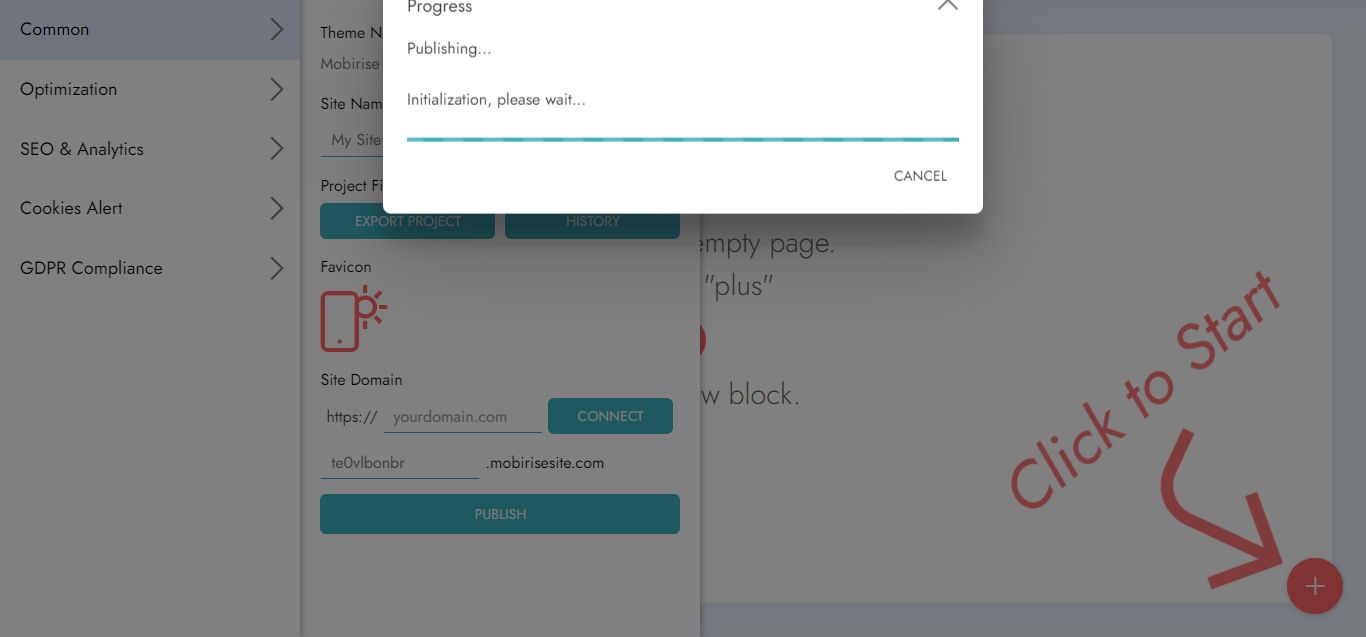 Common
Optimization
SEO & Analytics
Cookies Alert
GDPR Compliance
Theme N
Mobirise
Site Nam
My Site
Project Fi
EXPORT PROJECT
HISTORY
Favicon
Site Domain
https://
yourdomain.com
CONNECT
te0vlbonbr
.mobirisesite.com
PUBLISH
Progress
Publishing...
Initialization, please wait...
CANCEL
empty page.
"plus"
w block.
Click to Start